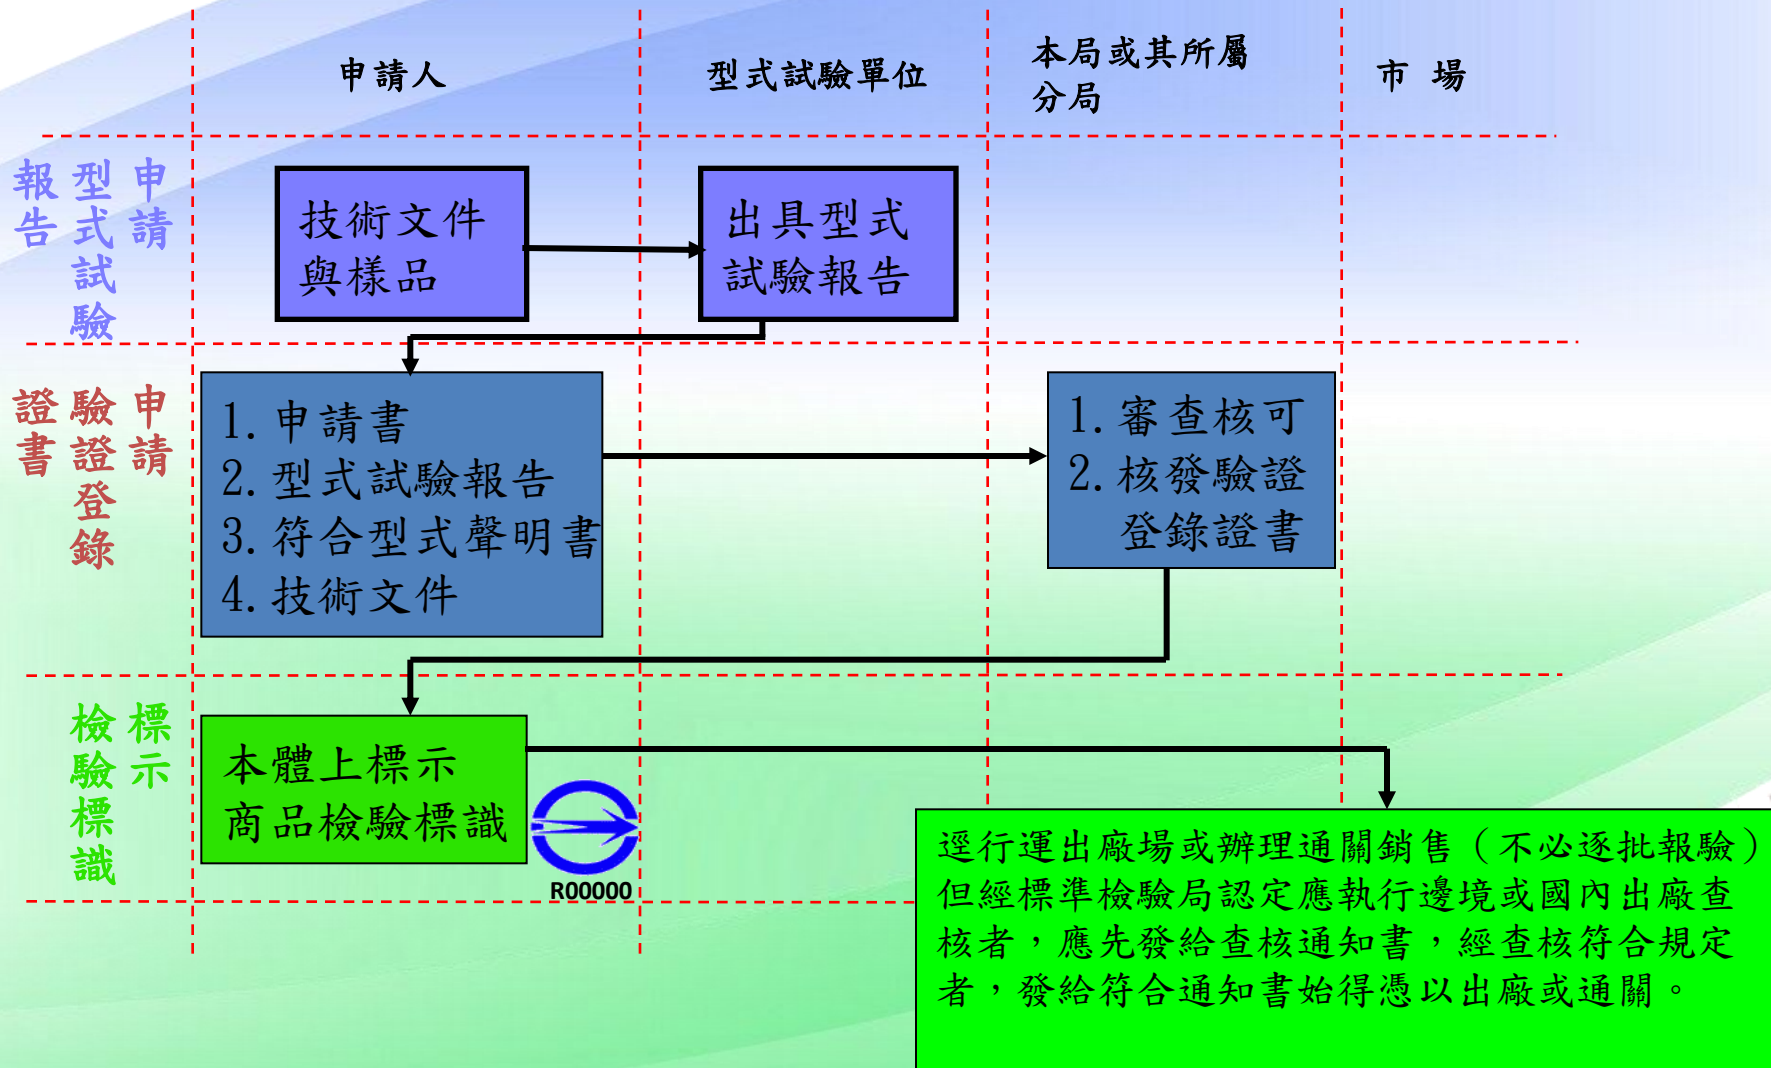 申請人
型式試驗單位
本局或其所屬
分局
市 場
申請
型式試驗
報告
技術文件
與樣品
出具型式
試驗報告
申請
驗證登錄
證書
1. 申請書
2. 型式試驗報告
3. 符合型式聲明書
4. 技術文件
1. 審查核可
2. 核發驗證
登錄證書
標示
檢驗標識
本體上標示
商品檢驗標識
R00000
逕行運出廠場或辦理通關銷售（不必逐批報驗）
但經標準檢驗局認定應執行邊境或國內出廠查
核者，應先發給查核通知書，經查核符合規定
者，發給符合通知書始得憑以出廠或通關。